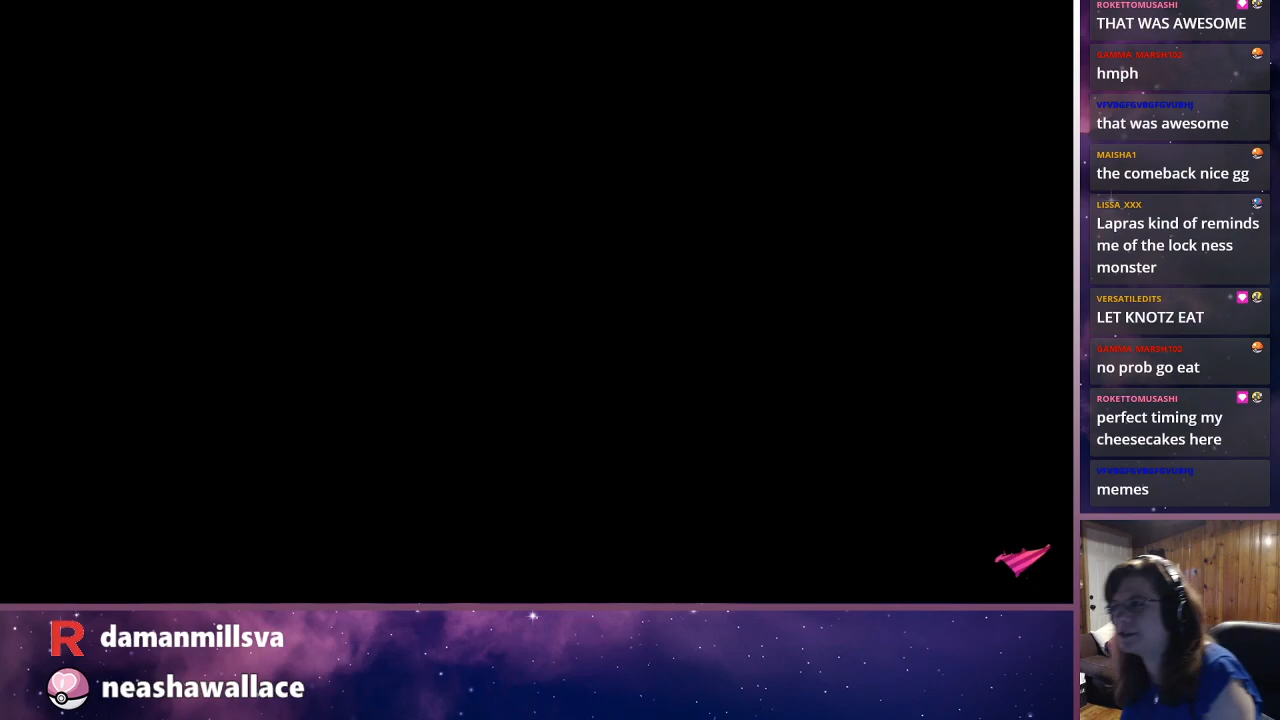 ROKETTOMUSASHI
THAT WAS AWESOME
GAMMA_MARSH102
hmph
that was awesome
MAISHA1
the comeback nice gg
LISSA_XXX
Lapras kind of reminds
me of the lock ness
monster
VERSATILEDITS
LET KNOTZ EAT
GAMMA_MARSH102
no prob go eat
ROKETTOMUSASHI
perfect timing my
cheesecakes here
memes
R damanmillsva
neashawallace